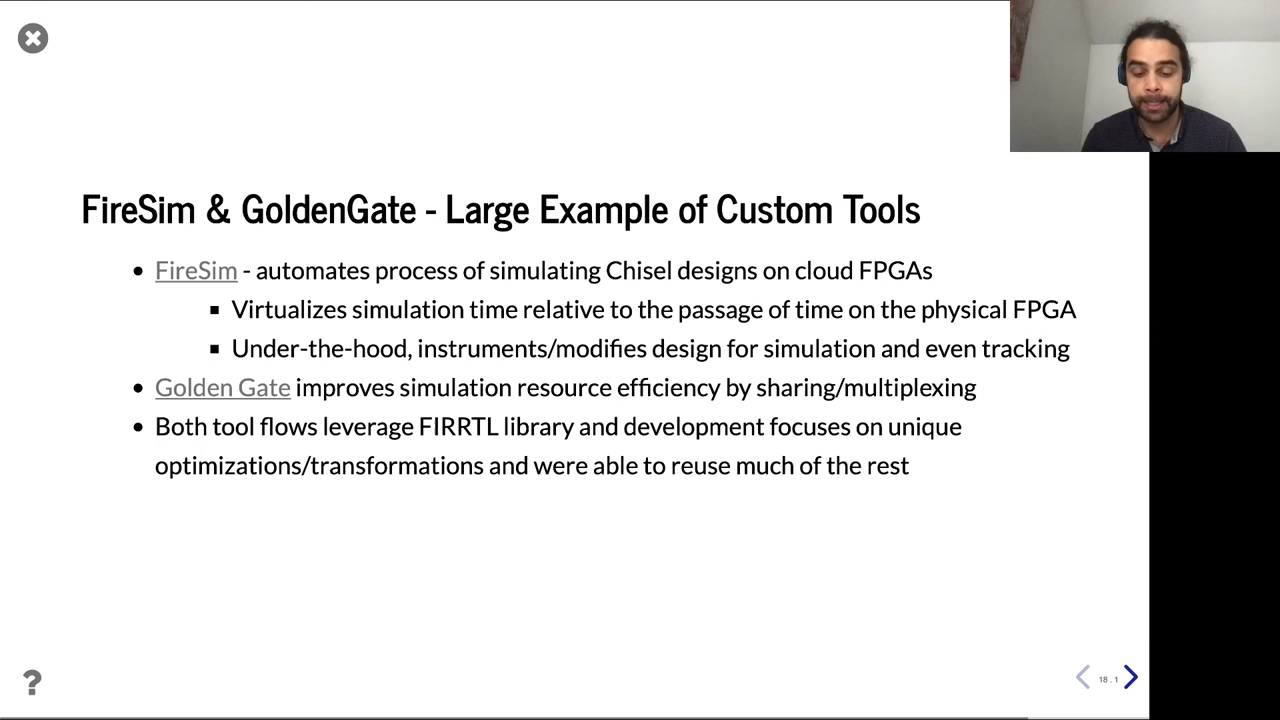 FireSim & GoldenGate - Large Example of Custom Tools
• FireSim - automates process of simulating Chisel designs on cloud FPGAs
▪ Virtualizes simulation time relative to the passage of time on the physical FPGA
▪ Under-the-hood, instruments/modifies design for simulation and even tracking
• Golden Gate improves simulation resource efficiency by sharing/multiplexing
• Both tool flows leverage FIRRTL library and development focuses on unique
optimizations/transformations and were able to reuse much of the rest
?
18 . 1